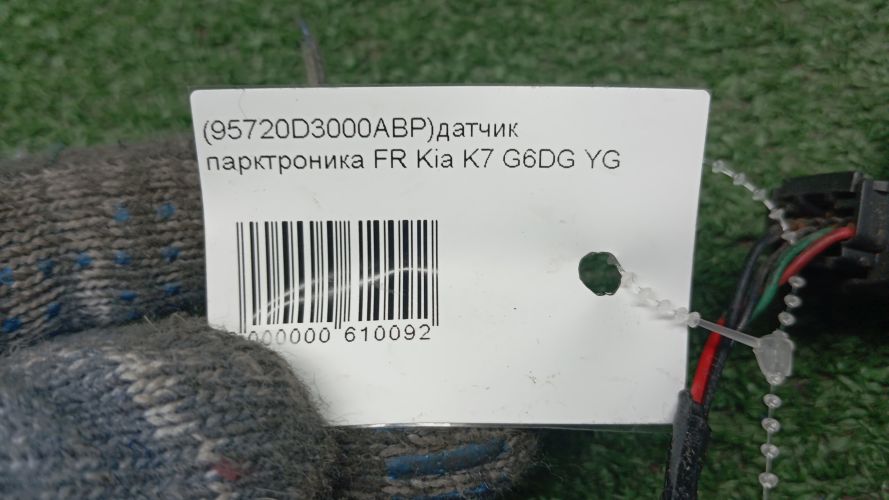 (95720D3000ABP)датчик
парктроника FR Kia K7 G6DG YG
000000 610092